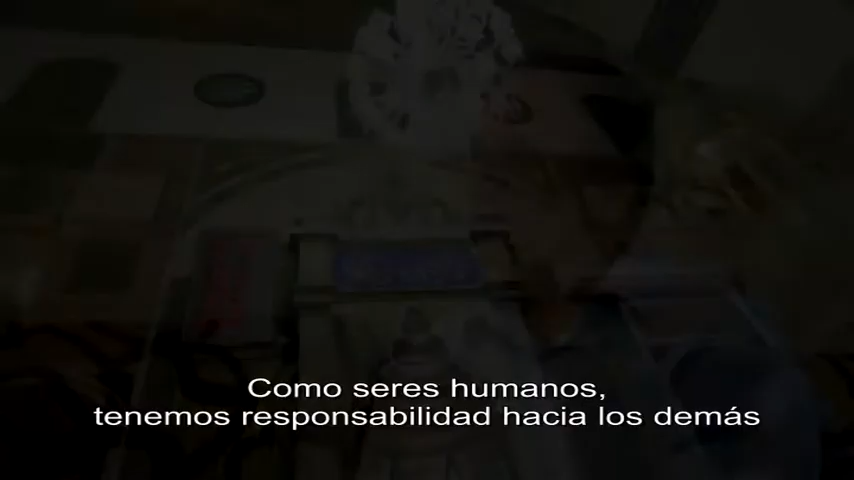 Como seres humanos,
tenemos responsabilidad hacia los demás